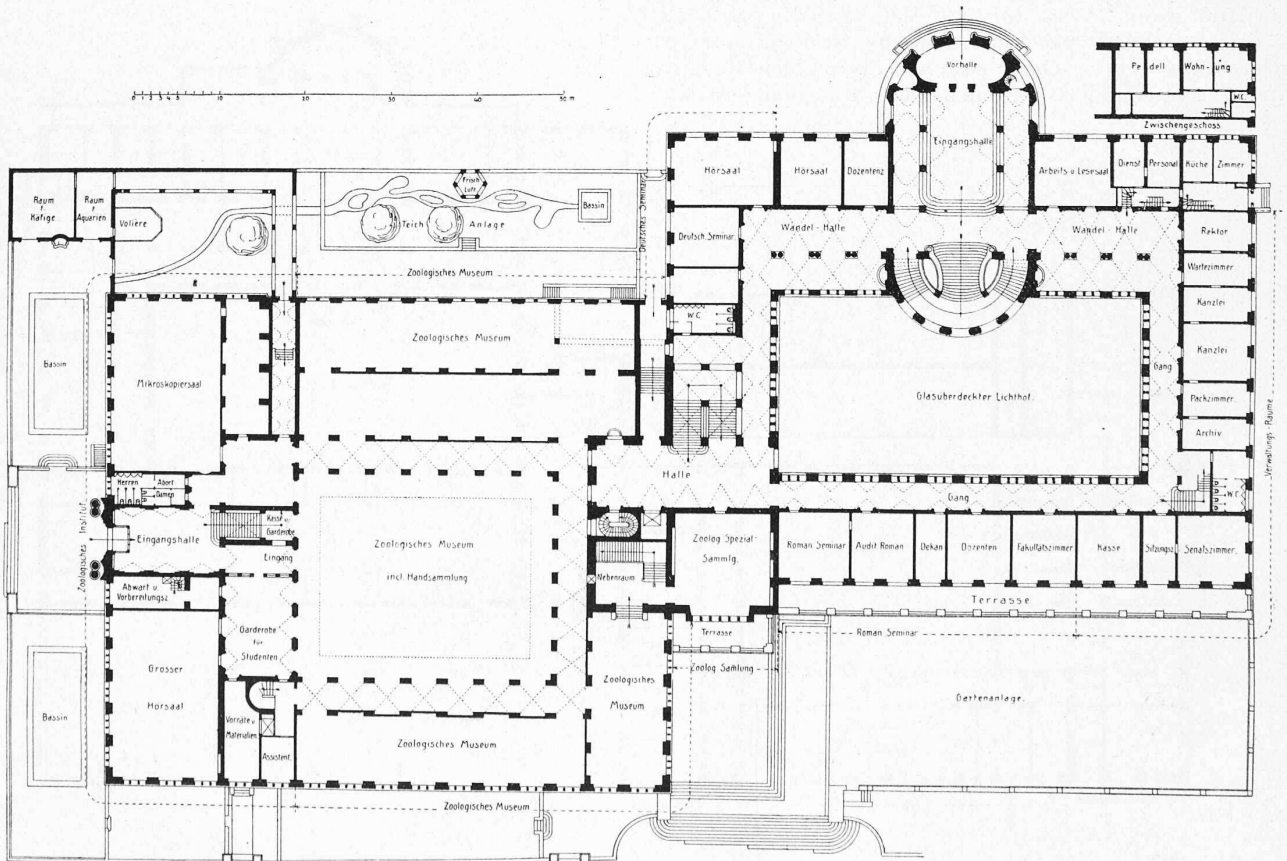 Vorhalle
Pedell Wohn-ung
W.C.
Zwischengeschoss.
0 1 2 3 4 5 10 20 30 40 50 m
Eingangshalle
Hörsaal
Hörsaal
Dozentenz
Arbeits-u Lesesaal
Dienst
Personal
Küche
Zimmer
Raum
f.
Käfige
Raum
f.
Aquarien
Volière
Frisch
Luft
Bassin
Teich Anlage
Deutsches Seminar
Deutsch. Seminar
Wandel-Halle
Wandel-Halle
Rektor
Wartezimmer
Kanzlei
Kanzlei
Zoologisches Museum
Zoologisches Museum
W.C.
Bassin
Mikroskopiersaal
Glasüberdeckter Lichthof.
Gang
Packzimmer.
Archiv
Verwaltungs-Räume
Halle
Gang
W.C.
Herren
Abort
Damen
Zoologisches Institut
Eingangshalle
Kasse u.
Garderobe
Eingang
Zoologisches Museum
incl. Handsammlung
Zoolog Spezial-
Sammlg.
Nebenraum
Roman Seminar
Audit Roman
Dekan
Dozenten
Fakultätszimmer
Kasse
Sitzungsz.
Senatszimmer.
Abwart u
Vorbereitungsz.
Terrasse
Garderobe
für
Studenten
Terrasse
Roman Seminar
Zoolog Samlung
Grosser
Hörsaal
Bassin
Zoologisches
Museum
Gartenanlage.
Vorräte u
Materialien
Assistent.
Zoologisches Museum
Zoologisches Museum